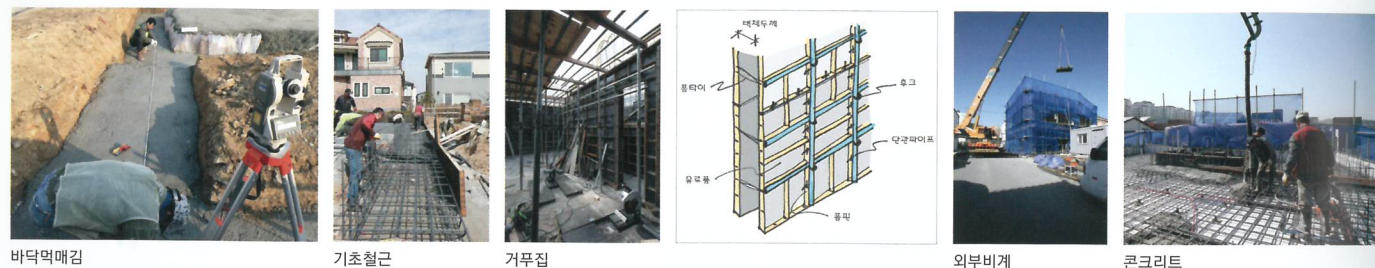 바닥먹매김
기초철근
거푸집
벽체두께
폼타이
후크
단관파이프
유로폼
폼핀
외부비계
콘크리트